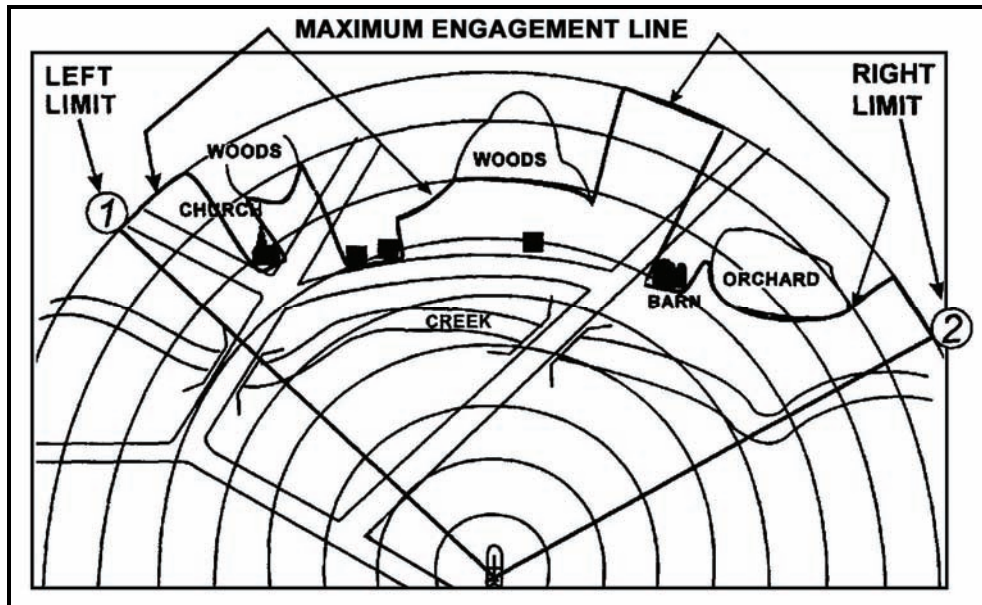 MAXIMUM ENGAGEMENT LINE
LEFT
LIMIT
RIGHT
LIMIT
WOODS
WOODS
1
CHURCH
ORCHARD
BARN
CREEK
2